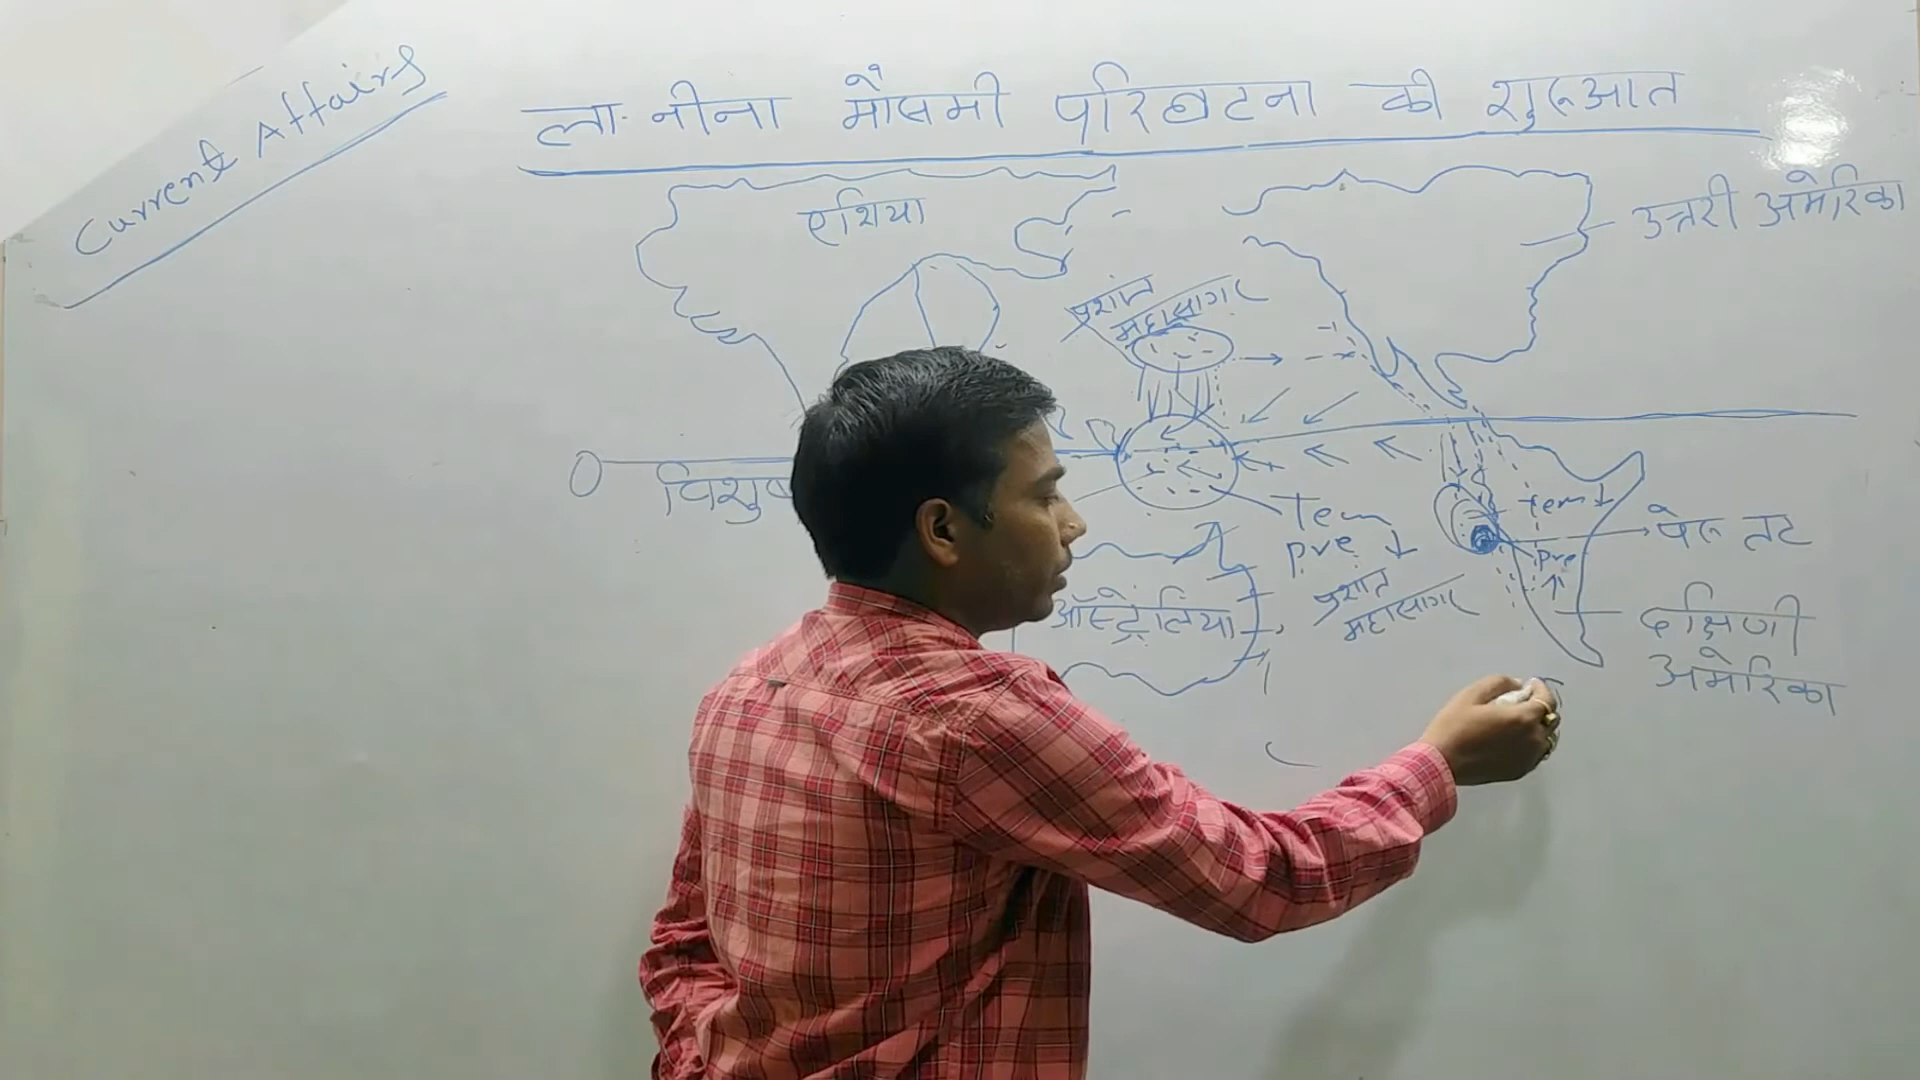 Current Affairs
ला-नीना मौसमी परिघटना की शुरूआत
एशिया
उत्तरी अमेरिका
प्रशांत
महासागर
विशुव
Tem
pre ↓
tem ↓
pre ↑
पेरू तट
प्रशांत
महासागर
ऑस्ट्रेलिया
दक्षिणी
अमेरिका